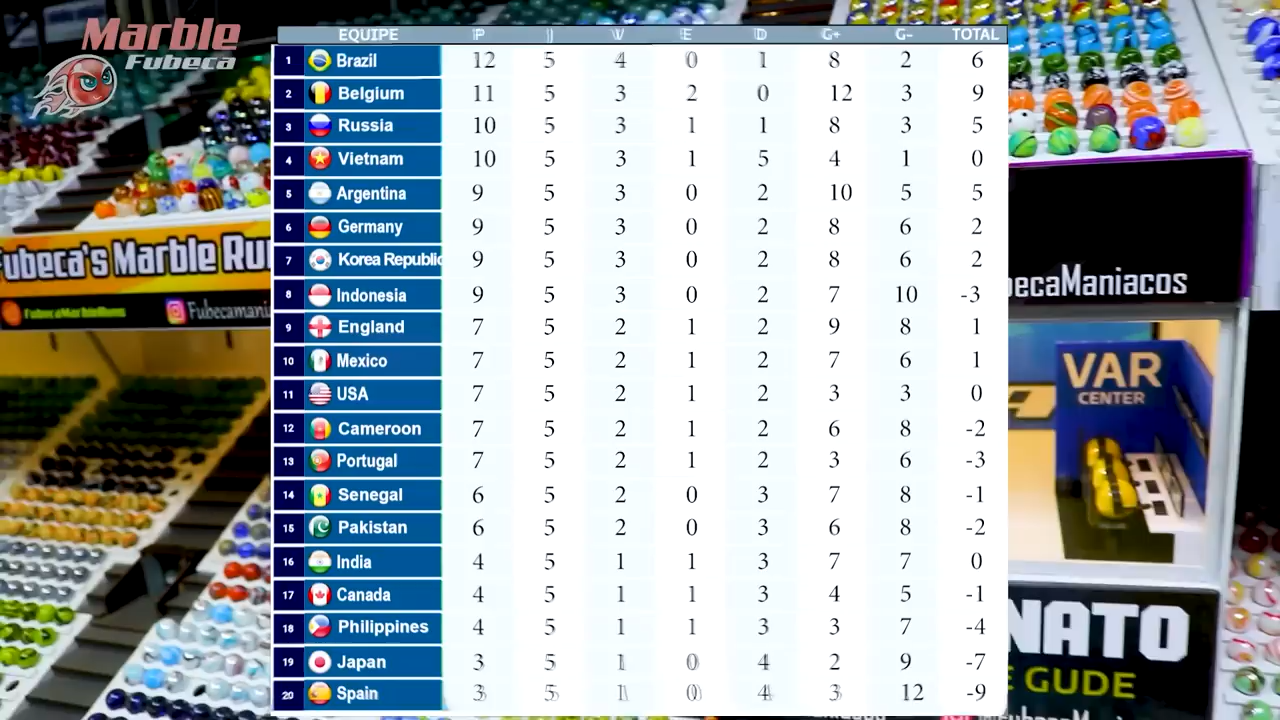 Marble
Fubeca
EQUIPE P J V E D G+ G- TOTAL
1 Brazil 12 5 4 0 1 8 2 6
2 Belgium 11 5 3 2 0 12 3 9
3 Russia 10 5 3 1 1 8 3 5
4 Vietnam 10 5 3 1 5 4 1 0
5 Argentina 9 5 3 0 2 10 5 5
6 Germany 9 5 3 0 2 8 6 2
7 Korea Republic 9 5 3 0 2 8 6 2
8 Indonesia 9 5 3 0 2 7 10 -3
9 England 7 5 2 1 2 9 8 1
10 Mexico 7 5 2 1 2 7 6 1
11 USA 7 5 2 1 2 3 3 0
12 Cameroon 7 5 2 1 2 6 8 -2
13 Portugal 7 5 2 1 2 3 6 -3
14 Senegal 6 5 2 0 3 7 8 -1
15 Pakistan 6 5 2 0 3 6 8 -2
16 India 4 5 1 1 3 7 7 0
17 Canada 4 5 1 1 3 4 5 -1
18 Philippines 4 5 1 1 3 3 7 -4
19 Japan 3 5 1 0 4 2 9 -7
20 Spain 3 5 1 0 4 3 12 -9
Fubeca's Marble Ru
FubecaMarbleRuns
Fubecamania
becaManiacos
VAR
CENTER
NATO
E GUDE